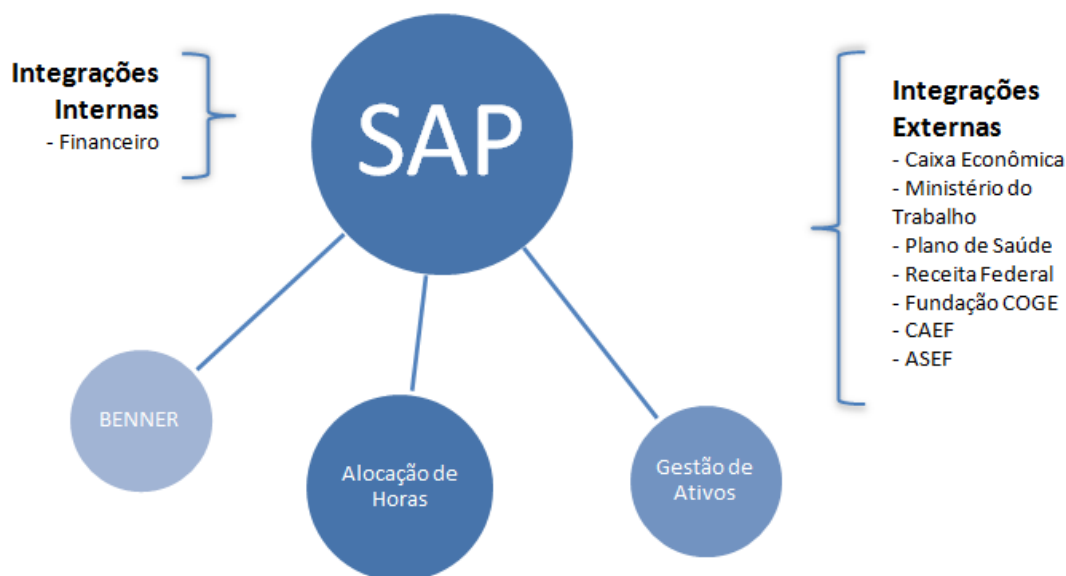 Integrações
Internas
- Financeiro
SAP
Integrações
Externas
- Caixa Econômica
- Ministério do
Trabalho
- Plano de Saúde
- Receita Federal
- Fundação COGE
- CAEF
- ASEF
BENNER
Alocação de
Horas
Gestão de
Ativos